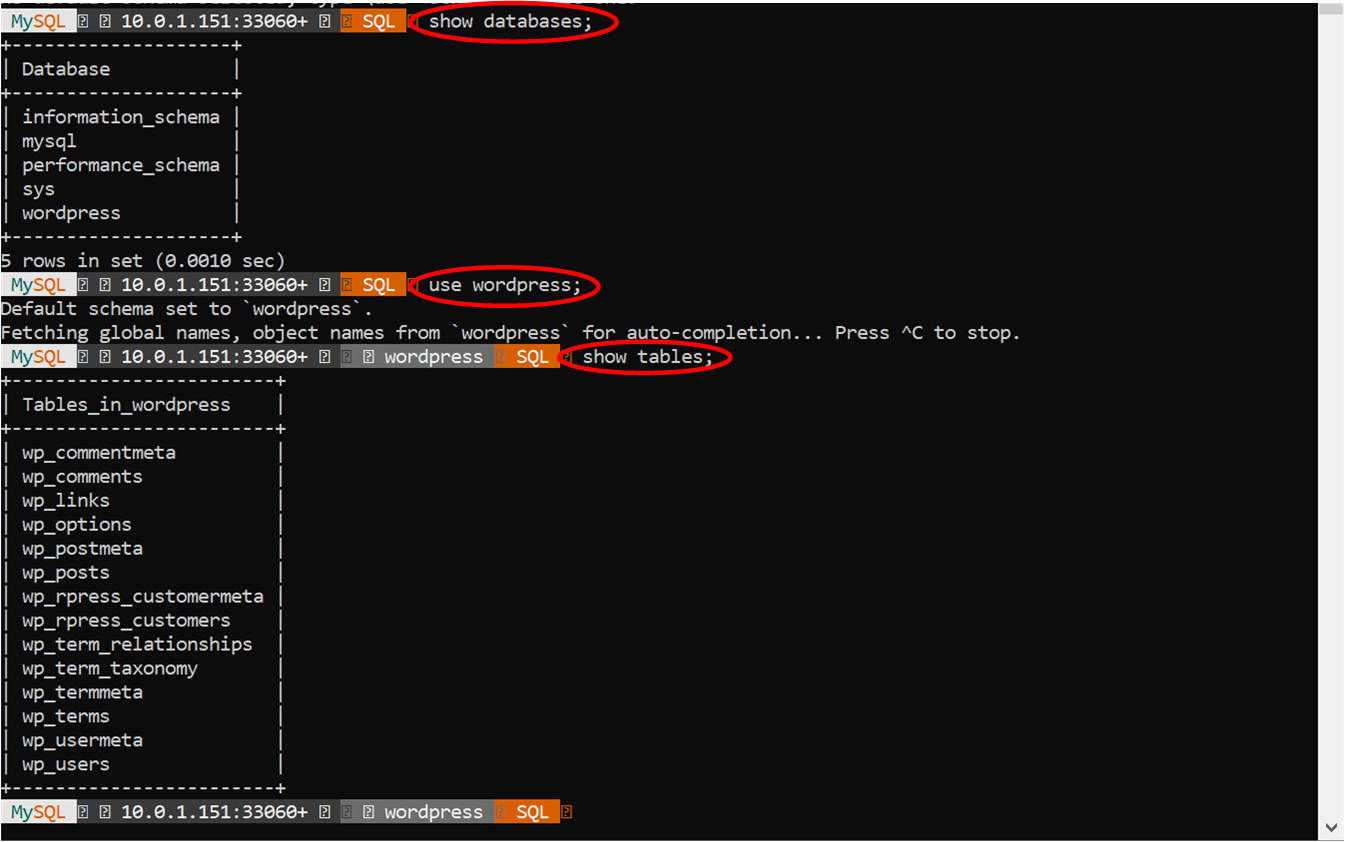 MySQL 10.0.1.151:33060+ SQL show databases;
+--------------------+
| Database           |
+--------------------+
| information_schema |
| mysql              |
| performance_schema |
| sys                |
| wordpress          |
+--------------------+
5 rows in set (0.0010 sec)
MySQL 10.0.1.151:33060+ SQL use wordpress;
Default schema set to `wordpress`.
Fetching global names, object names from `wordpress` for auto-completion... Press ^C to stop.
MySQL 10.0.1.151:33060+ wordpress SQL show tables;
+------------------------+
| Tables_in_wordpress    |
+------------------------+
| wp_commentmeta         |
| wp_comments            |
| wp_links               |
| wp_options             |
| wp_postmeta            |
| wp_posts               |
| wp_rpress_customermeta |
| wp_rpress_customers    |
| wp_term_relationships  |
| wp_term_taxonomy       |
| wp_termmeta            |
| wp_terms               |
| wp_usermeta            |
| wp_users               |
+------------------------+
MySQL 10.0.1.151:33060+ wordpress SQL